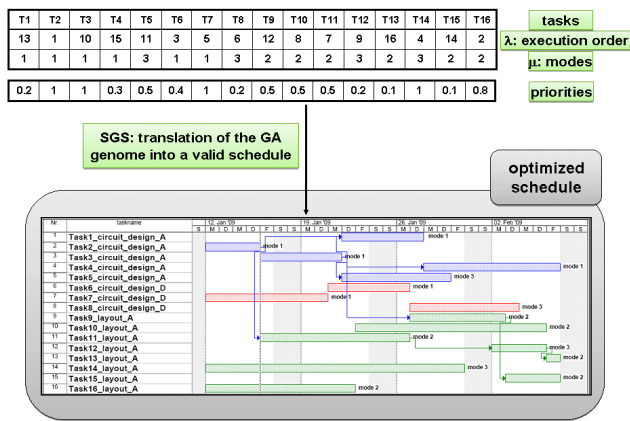 T1 T2 T3 T4 T5 T6 T7 T8 T9 T10 T11 T12 T13 T14 T15 T16 tasks
13 1 10 15 11 3 5 6 12 8 7 9 16 4 14 2 λ: execution order
1 1 1 1 3 1 1 3 2 2 2 3 2 3 2 2 μ: modes
0.2 1 1 0.3 0.5 0.4 1 0.2 0.5 0.5 0.5 0.2 0.1 1 0.1 0.8 priorities
SGS: translation of the GA
genome into a valid schedule
optimized
schedule
Nr. taskname 12. Jan '09 19. Jan '09 26. Jan '09 02. Feb '09
S M D M D F S S M D M D F S S M D M D F S S M D M D F S S
1 Task1_circuit_design_A mode 1
2 Task2_circuit_design_A mode 1
3 Task3_circuit_design_A mode 1
4 Task4_circuit_design_A mode 1
5 Task5_circuit_design_A mode 3
6 Task6_circuit_design_D mode 1
7 Task7_circuit_design_D mode 1
8 Task8_circuit_design_D mode 3
9 Task9_layout_A mode 2
10 Task10_layout_A mode 2
11 Task11_layout_A mode 2
12 Task12_layout_A mode 3
13 Task13_layout_A mode 2
14 Task14_layout_A mode 3
15 Task15_layout_A mode 2
16 Task16_layout_A mode 2